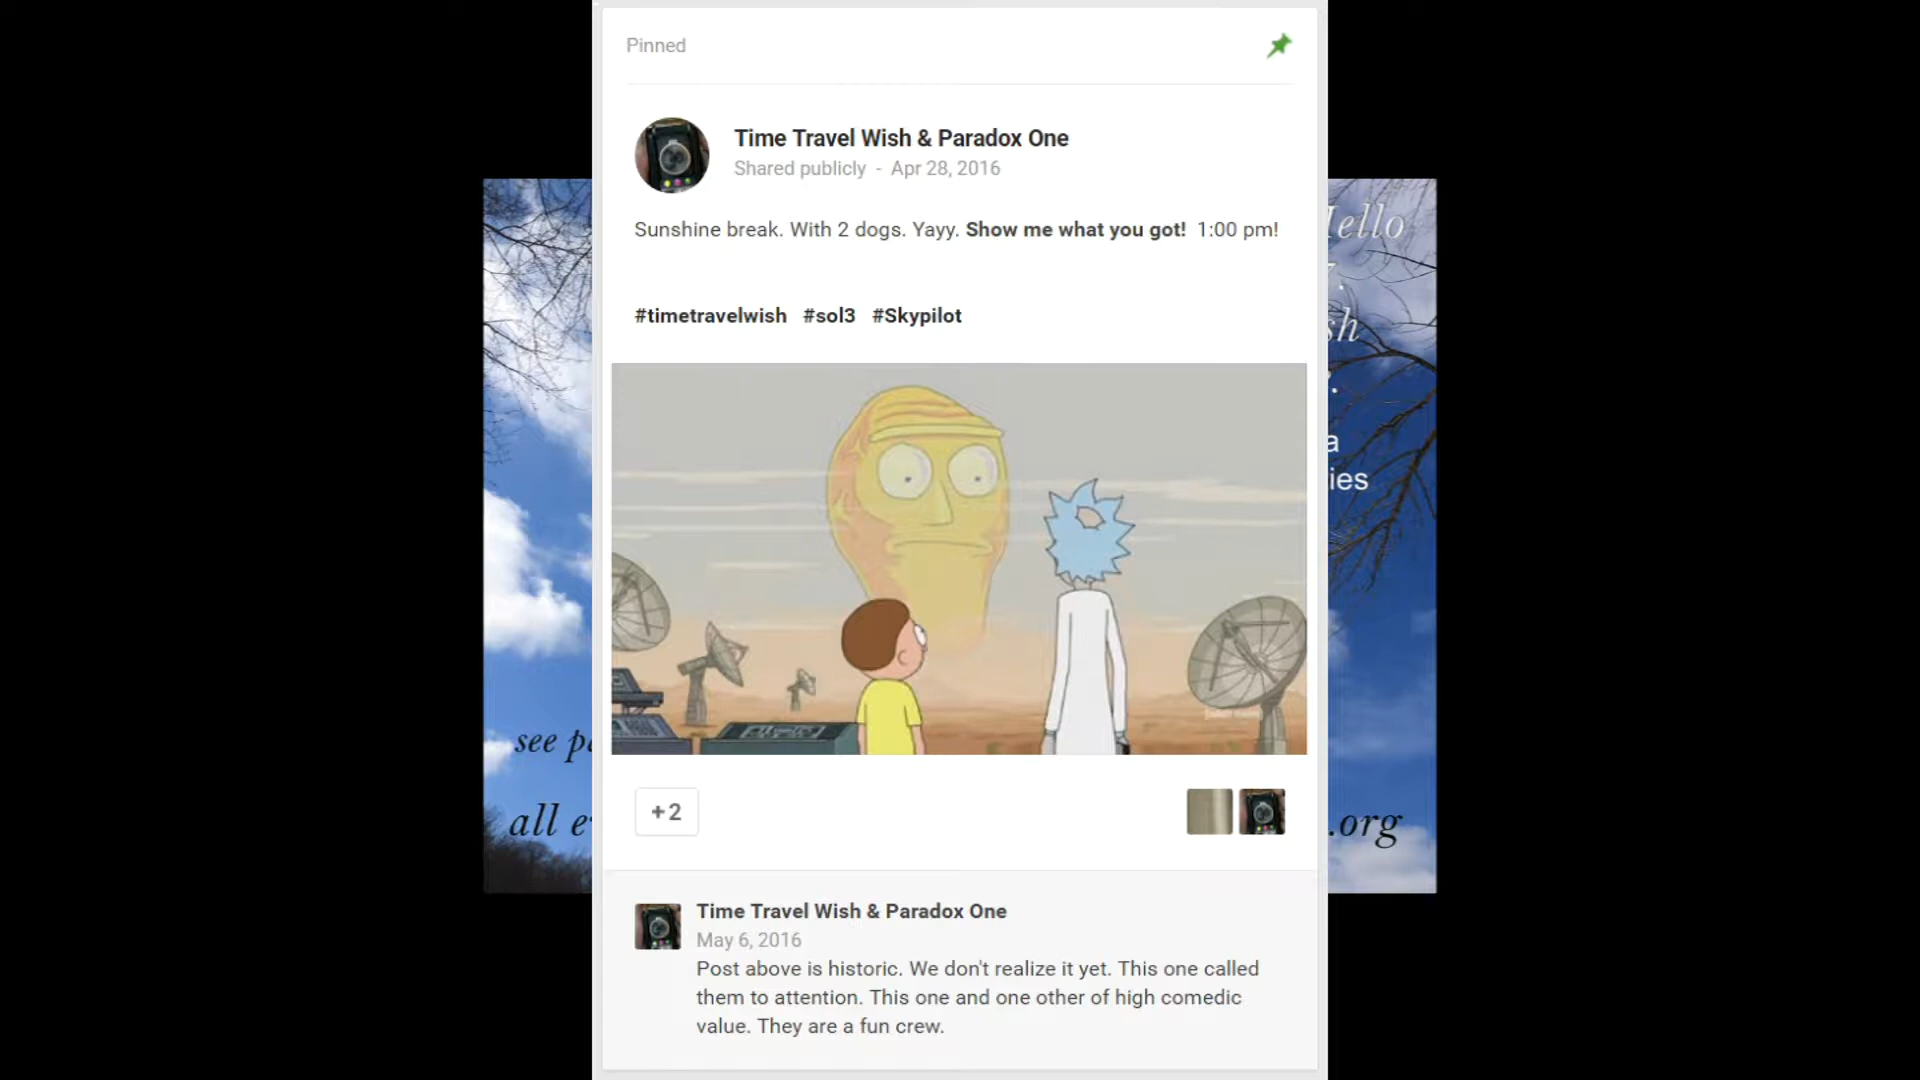 Pinned
Time Travel Wish & Paradox One
Shared publicly - Apr 28, 2016
Sunshine break. With 2 dogs. Yayy. Show me what you got! 1:00 pm!
#timetravelwish #sol3 #Skypilot
+2
Time Travel Wish & Paradox One
May 6, 2016
Post above is historic. We don't realize it yet. This one called
them to attention. This one and one other of high comedic
value. They are a fun crew.
see
all
.org